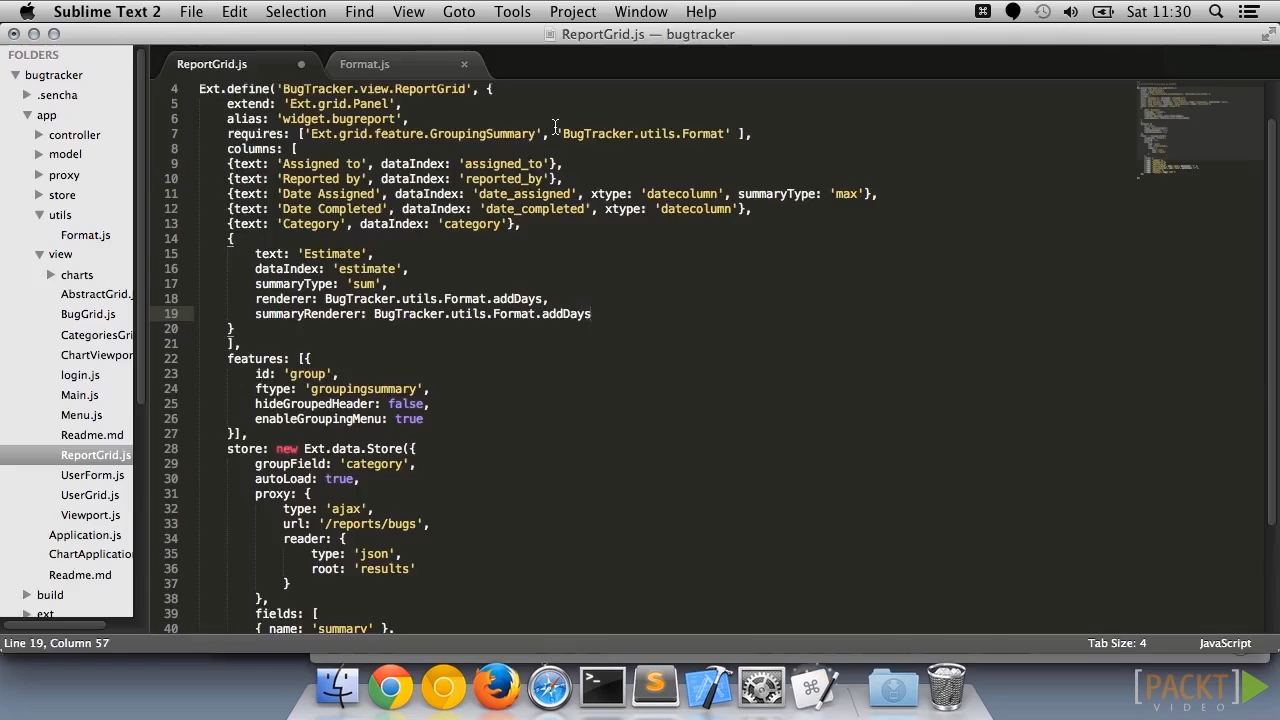 Sublime Text 2 File Edit Selection Find View Goto Tools Project Window Help Sat 11:30
ReportGrid.js — bugtracker
FOLDERS
bugtracker
.sencha
app
controller
model
proxy
store
utils
Format.js
view
charts
AbstractGrid.
BugGrid.js
CategoriesGri
ChartViewpor
login.js
Main.js
Menu.js
Readme.md
ReportGrid.js
UserForm.js
UserGrid.js
Viewport.js
Application.js
ChartApplication
Readme.md
build
ext
ReportGrid.js Format.js ×
4 Ext.define('BugTracker.view.ReportGrid', {
5 extend: 'Ext.grid.Panel',
6 alias: 'widget.bugreport',
7 requires: ['Ext.grid.feature.GroupingSummary', 'BugTracker.utils.Format' ],
8 columns: [
9 {text: 'Assigned to', dataIndex: 'assigned_to'},
10 {text: 'Reported by', dataIndex: 'reported_by'},
11 {text: 'Date Assigned', dataIndex: 'date_assigned', xtype: 'datecolumn', summaryType: 'max'},
12 {text: 'Date Completed', dataIndex: 'date_completed', xtype: 'datecolumn'},
13 {text: 'Category', dataIndex: 'category'},
14 {
15 text: 'Estimate',
16 dataIndex: 'estimate',
17 summaryType: 'sum',
18 renderer: BugTracker.utils.Format.addDays,
19 summaryRenderer: BugTracker.utils.Format.addDays
20 }
21 ],
22 features: [{
23 id: 'group',
24 ftype: 'groupingsummary',
25 hideGroupedHeader: false,
26 enableGroupingMenu: true
27 }],
28 store: new Ext.data.Store({
29 groupField: 'category',
30 autoLoad: true,
31 proxy: {
32 type: 'ajax',
33 url: '/reports/bugs',
34 reader: {
35 type: 'json',
36 root: 'results'
37 }
38 },
39 fields: [
40 { name: 'summary' },
Line 19, Column 57 Tab Size: 4 JavaScript
PACKT
VIDEO